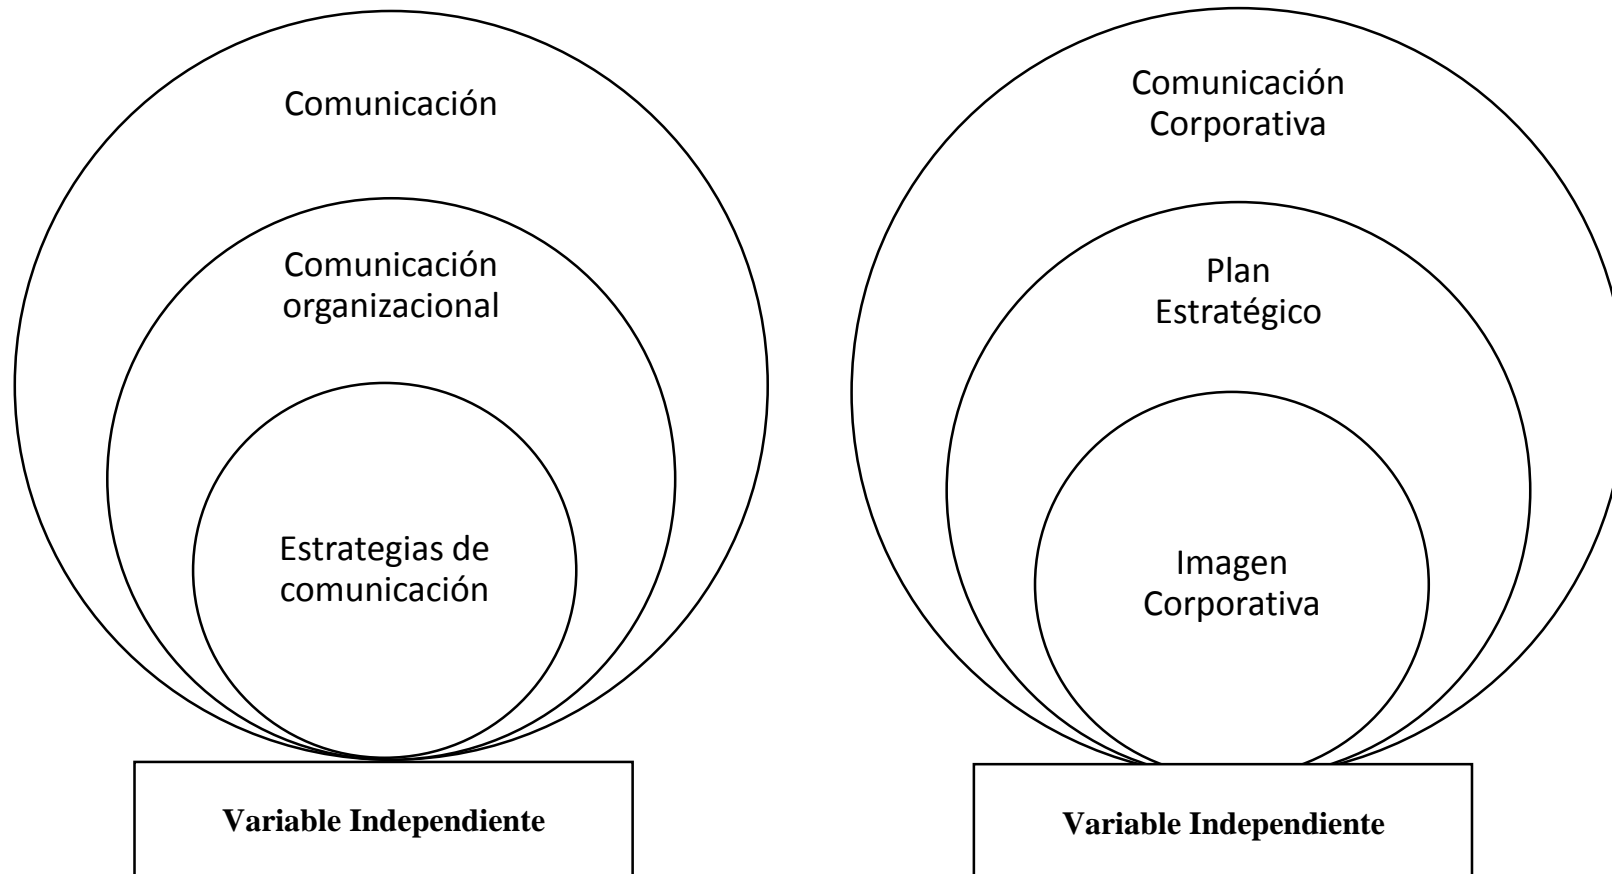 Comunicación
Comunicación
organizacional
Estrategias de
comunicación
Variable Independiente
Comunicación
Corporativa
Plan
Estratégico
Imagen
Corporativa
Variable Independiente